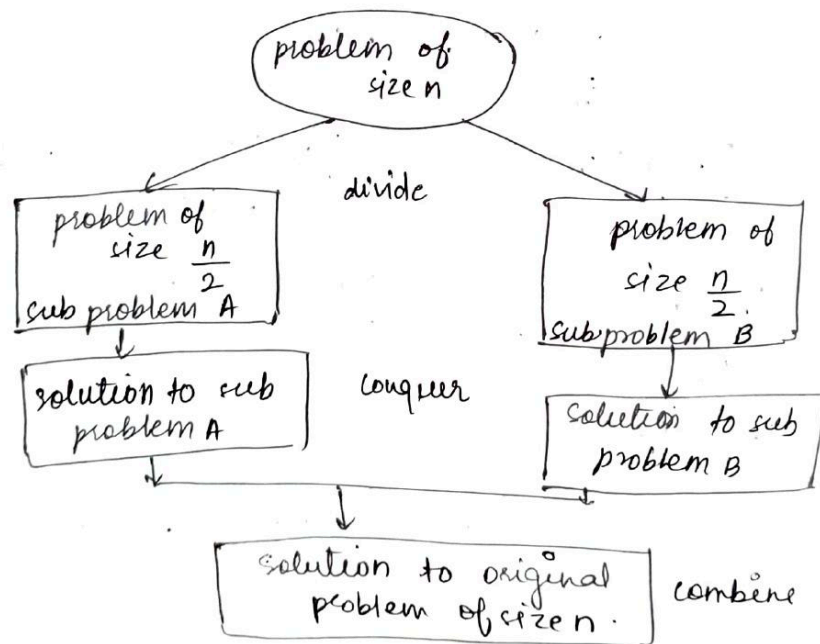 problem of
size n
divide
problem of
size n/2
sub problem A
problem of
size n/2.
sub problem B
solution to sub
problem A
conquer
solution to sub
problem B
solution to original
problem of size n.
combine